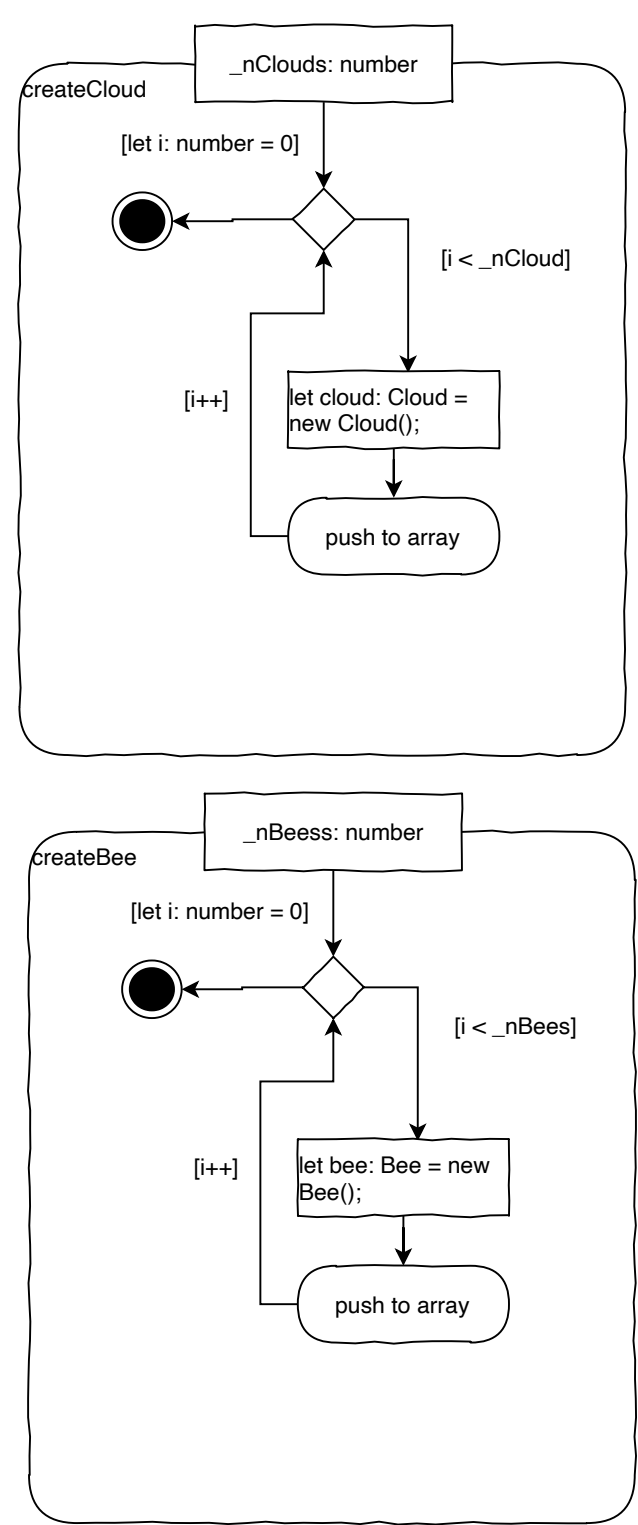 _nClouds: number
createCloud
[let i: number = 0]
[i < _nCloud]
[i++]
let cloud: Cloud =
new Cloud();
push to array
_nBeess: number
createBee
[let i: number = 0]
[i < _nBees]
[i++]
let bee: Bee = new
Bee();
push to array